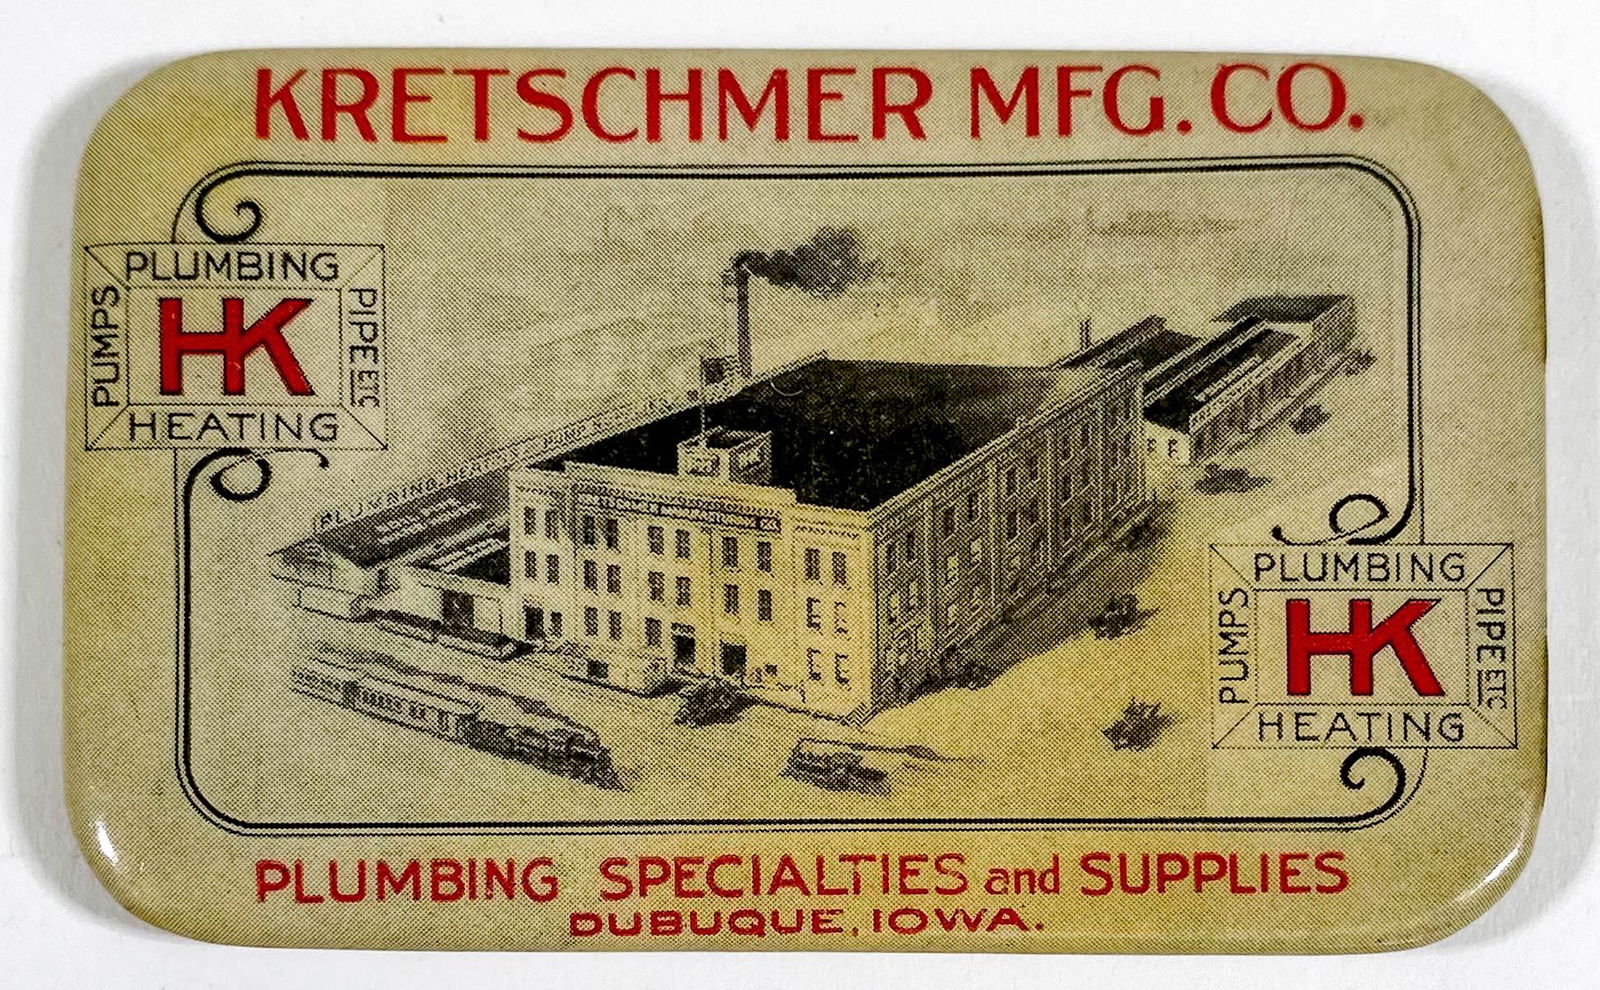 KRETSCHMER MFG. CO.
PLUMBING
PUMPS
HK
PIPE ETC
HEATING
PLUMBING
PUMPS
HK
PIPE ETC
HEATING
PLUMBING SPECIALTIES and SUPPLIES
DUBUQUE, IOWA.